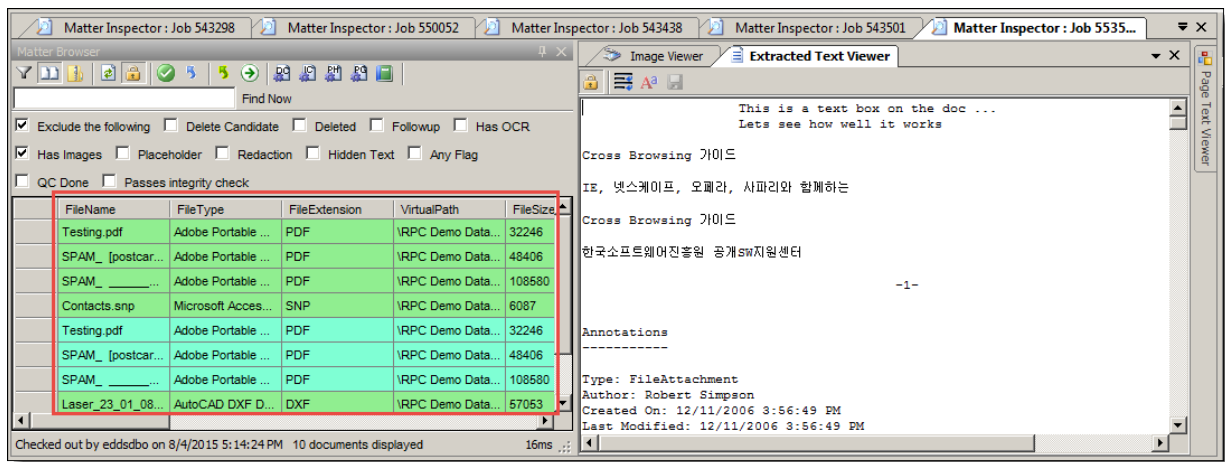 Matter Inspector : Job 543298 Matter Inspector : Job 550052 Matter Inspector : Job 543438 Matter Inspector : Job 543501 Matter Inspector : Job 5535...
Matter Browser
Find Now
Exclude the following Delete Candidate Deleted Followup Has OCR
Has Images Placeholder Redaction Hidden Text Any Flag
QC Done Passes integrity check
FileName FileType FileExtension VirtualPath FileSize
Testing.pdf Adobe Portable ... PDF \RPC Demo Data... 32246
SPAM_ [postcar... Adobe Portable ... PDF \RPC Demo Data... 48406
SPAM_ ______... Adobe Portable ... PDF \RPC Demo Data... 108580
Contacts.snp Microsoft Acces... SNP \RPC Demo Data... 6087
Testing.pdf Adobe Portable ... PDF \RPC Demo Data... 32246
SPAM_ [postcar... Adobe Portable ... PDF \RPC Demo Data... 48406
SPAM_ ______... Adobe Portable ... PDF \RPC Demo Data... 108580
Laser_23_01_08... AutoCAD DXF D... DXF \RPC Demo Data... 57053
Checked out by eddsdbo on 8/4/2015 5:14:24 PM 10 documents displayed 16ms
Image Viewer Extracted Text Viewer
This is a text box on the doc ...
Lets see how well it works
Cross Browsing 가이드
IE, 넷스케이프, 오페라, 사파리와 함께하는
Cross Browsing 가이드
한국소프트웨어진흥원 공개SW지원센터
-1-
Annotations
-----------
Type: FileAttachment
Author: Robert Simpson
Created On: 12/11/2006 3:56:49 PM
Last Modified: 12/11/2006 3:56:49 PM
Page Text Viewer